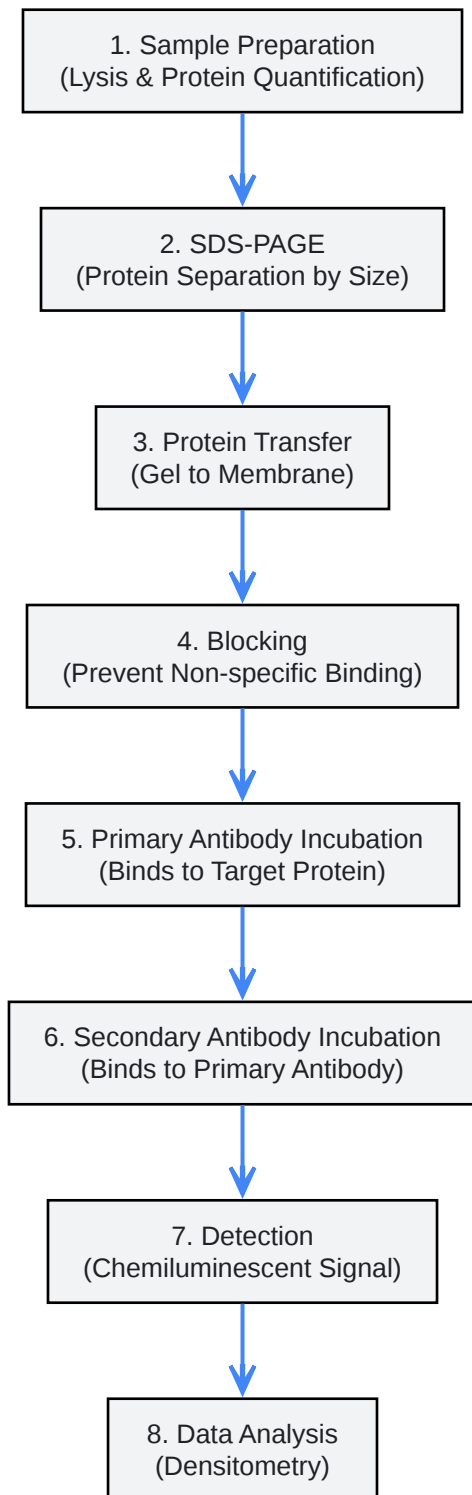 1. Sample Preparation
(Lysis & Protein Quantification)
2. SDS-PAGE
(Protein Separation by Size)
3. Protein Transfer
(Gel to Membrane)
4. Blocking
(Prevent Non-specific Binding)
5. Primary Antibody Incubation
(Binds to Target Protein)
6. Secondary Antibody Incubation
(Binds to Primary Antibody)
7. Detection
(Chemiluminescent Signal)
8. Data Analysis
(Densitometry)